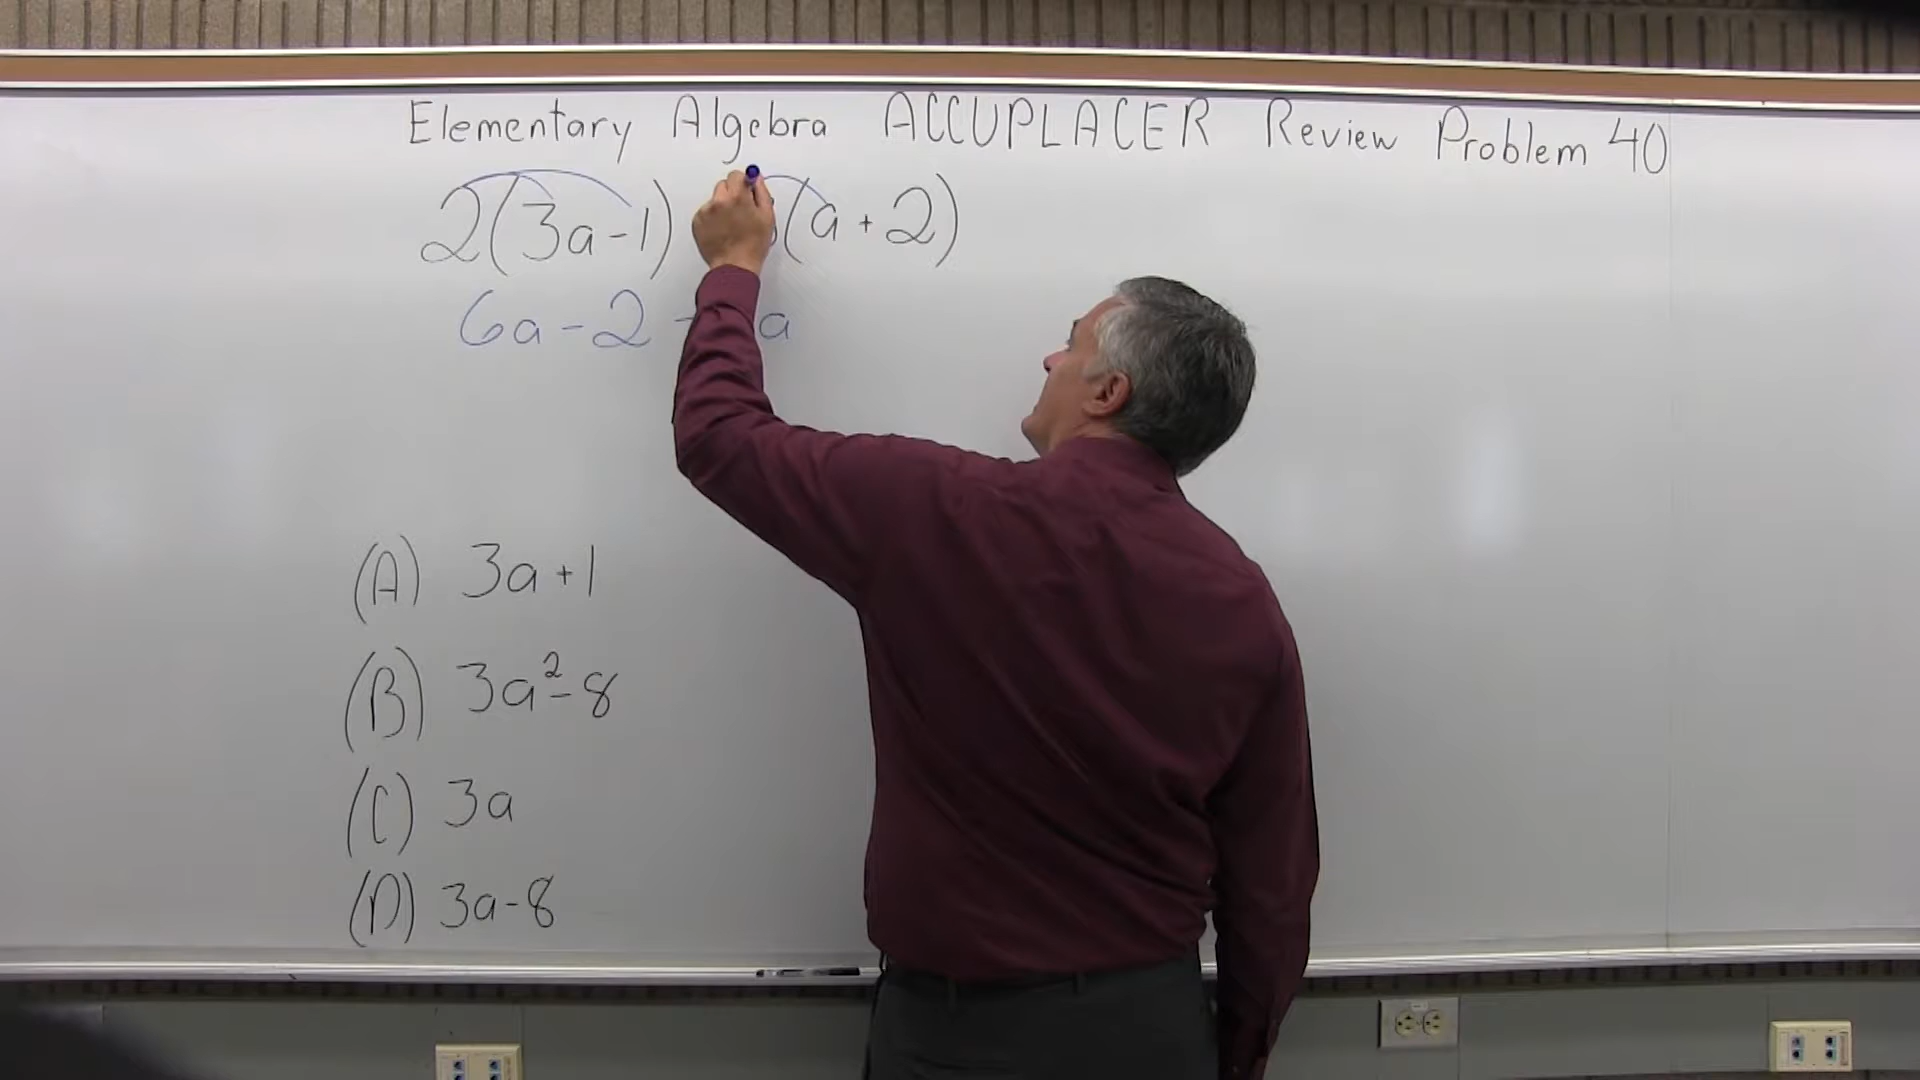 Elementary Algebra ACCUPLACER Review Problem 40
2(3a-1) (a+2)
6a-2 - a
(A) 3a+1
(B) 3a²-8
(C) 3a
(D) 3a-8